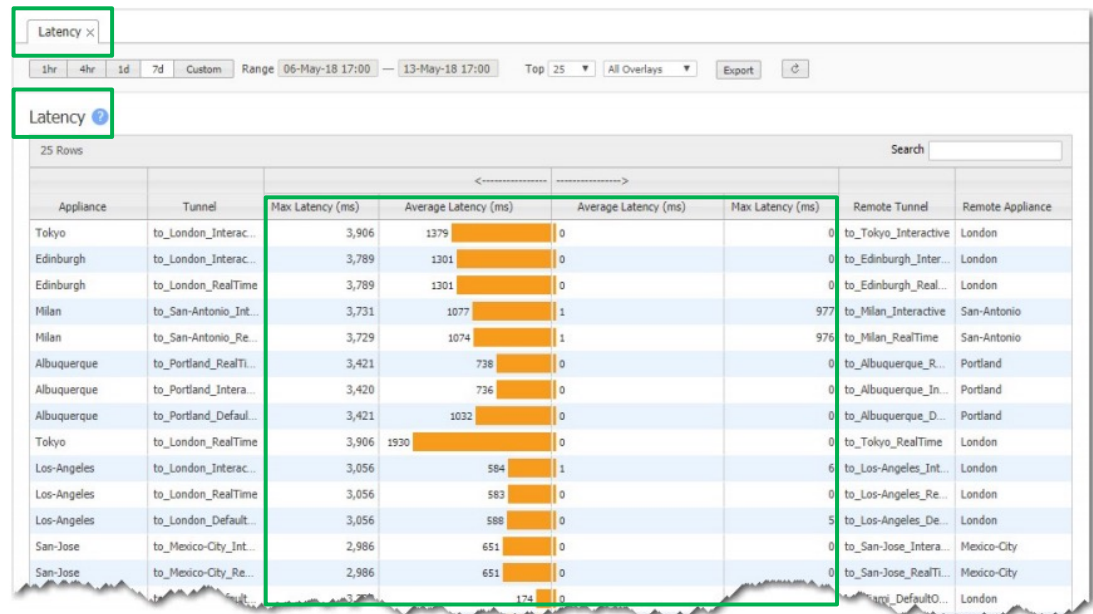 Latency ×
1hr 4hr 1d 7d Custom Range 06-May-18 17:00 — 13-May-18 17:00 Top 25 ▼ All Overlays ▼ Export
Latency ?
25 Rows Search
<---------------- ---------------->
Appliance Tunnel Max Latency (ms) Average Latency (ms) Average Latency (ms) Max Latency (ms) Remote Tunnel Remote Appliance
Tokyo to_London_Interac... 3,906 1379 0 0 to_Tokyo_Interactive London
Edinburgh to_London_Interac... 3,789 1301 0 0 to_Edinburgh_Inter... London
Edinburgh to_London_RealTime 3,789 1301 0 0 to_Edinburgh_Real... London
Milan to_San-Antonio_Int... 3,731 1077 1 977 to_Milan_Interactive San-Antonio
Milan to_San-Antonio_Re... 3,729 1074 1 976 to_Milan_RealTime San-Antonio
Albuquerque to_Portland_RealTi... 3,421 738 0 0 to_Albuquerque_R... Portland
Albuquerque to_Portland_Intera... 3,420 736 0 0 to_Albuquerque_In... Portland
Albuquerque to_Portland_Defaul... 3,421 1032 0 0 to_Albuquerque_D... Portland
Tokyo to_London_RealTime 3,906 1930 0 0 to_Tokyo_RealTime London
Los-Angeles to_London_Interac... 3,056 584 1 6 to_Los-Angeles_Int... London
Los-Angeles to_London_RealTime 3,056 583 0 0 to_Los-Angeles_Re... London
Los-Angeles to_London_Default... 3,056 588 0 5 to_Los-Angeles_De... London
San-Jose to_Mexico-City_Int... 2,986 651 0 0 to_San-Jose_Intera... Mexico-City
San-Jose to_Mexico-City_Re... 2,986 651 0 0 to_San-Jose_RealTi... Mexico-City
174 0 London